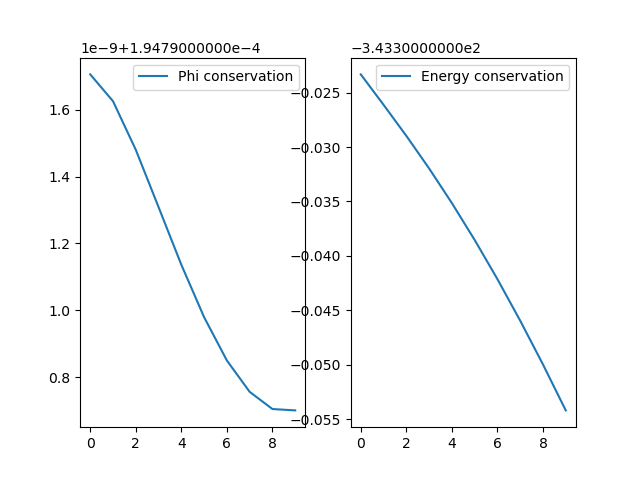 1e−9+1.9479000000e−4
Phi conservation
1.6
1.4
1.2
1.0
0.8
0 2 4 6 8
−3.4330000000e2
Energy conservation
−0.025
−0.030
−0.035
−0.040
−0.045
−0.050
−0.055
0 2 4 6 8